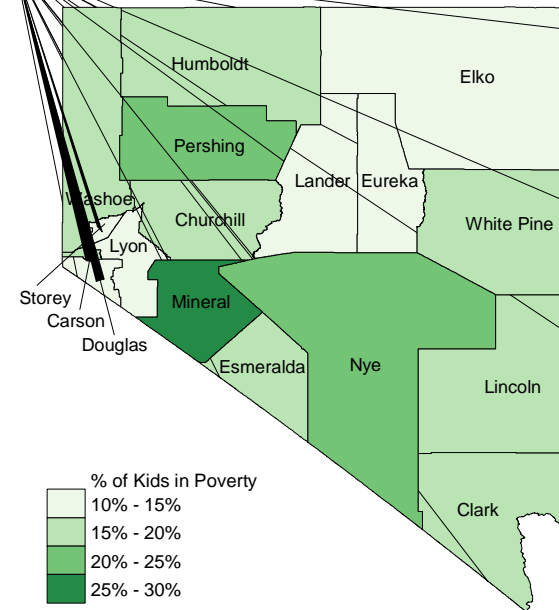 Humboldt
Elko
Pershing
Lander
Eureka
Washoe
Churchill
White Pine
Lyon
Storey
Carson
Douglas
Mineral
Esmeralda
Nye
Lincoln
Clark
% of Kids in Poverty
10% - 15%
15% - 20%
20% - 25%
25% - 30%